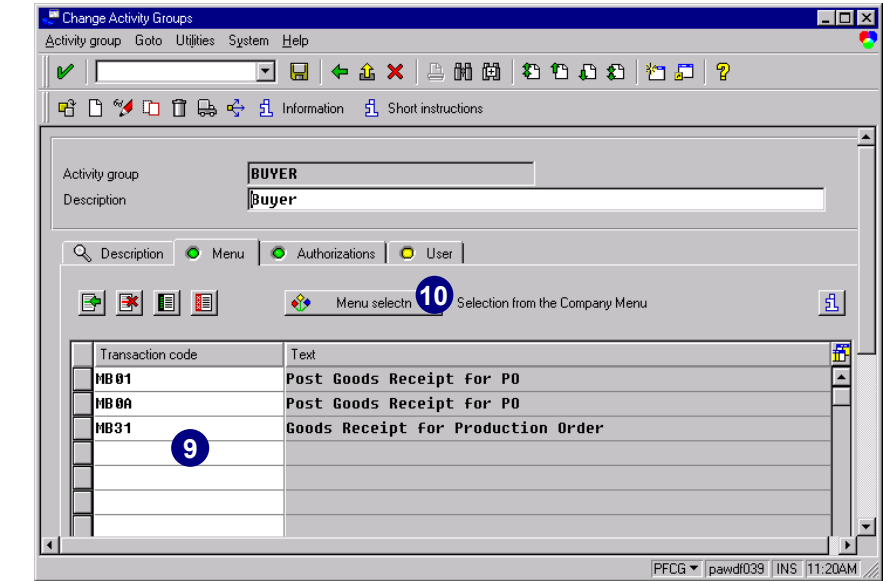 Change Activity Groups
Activity group Goto Utilities System Help
Information Short instructions
Activity group BUYER
Description Buyer
Description Menu Authorizations User
Menu selectn 10 Selection from the Company Menu
Transaction code Text
MB01 Post Goods Receipt for PO
MB0A Post Goods Receipt for PO
MB31 Goods Receipt for Production Order
9
PFCG pawdf039 INS 11:20AM